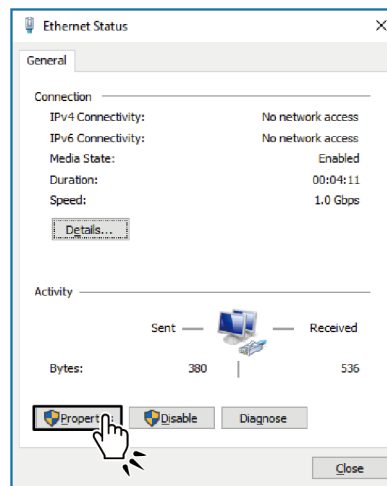 Ethernet Status
General
Connection
IPv4 Connectivity: No network access
IPv6 Connectivity: No network access
Media State: Enabled
Duration: 00:04:11
Speed: 1.0 Gbps
Details...
Activity
Sent Received
Bytes: 380 536
Disable Diagnose
Close